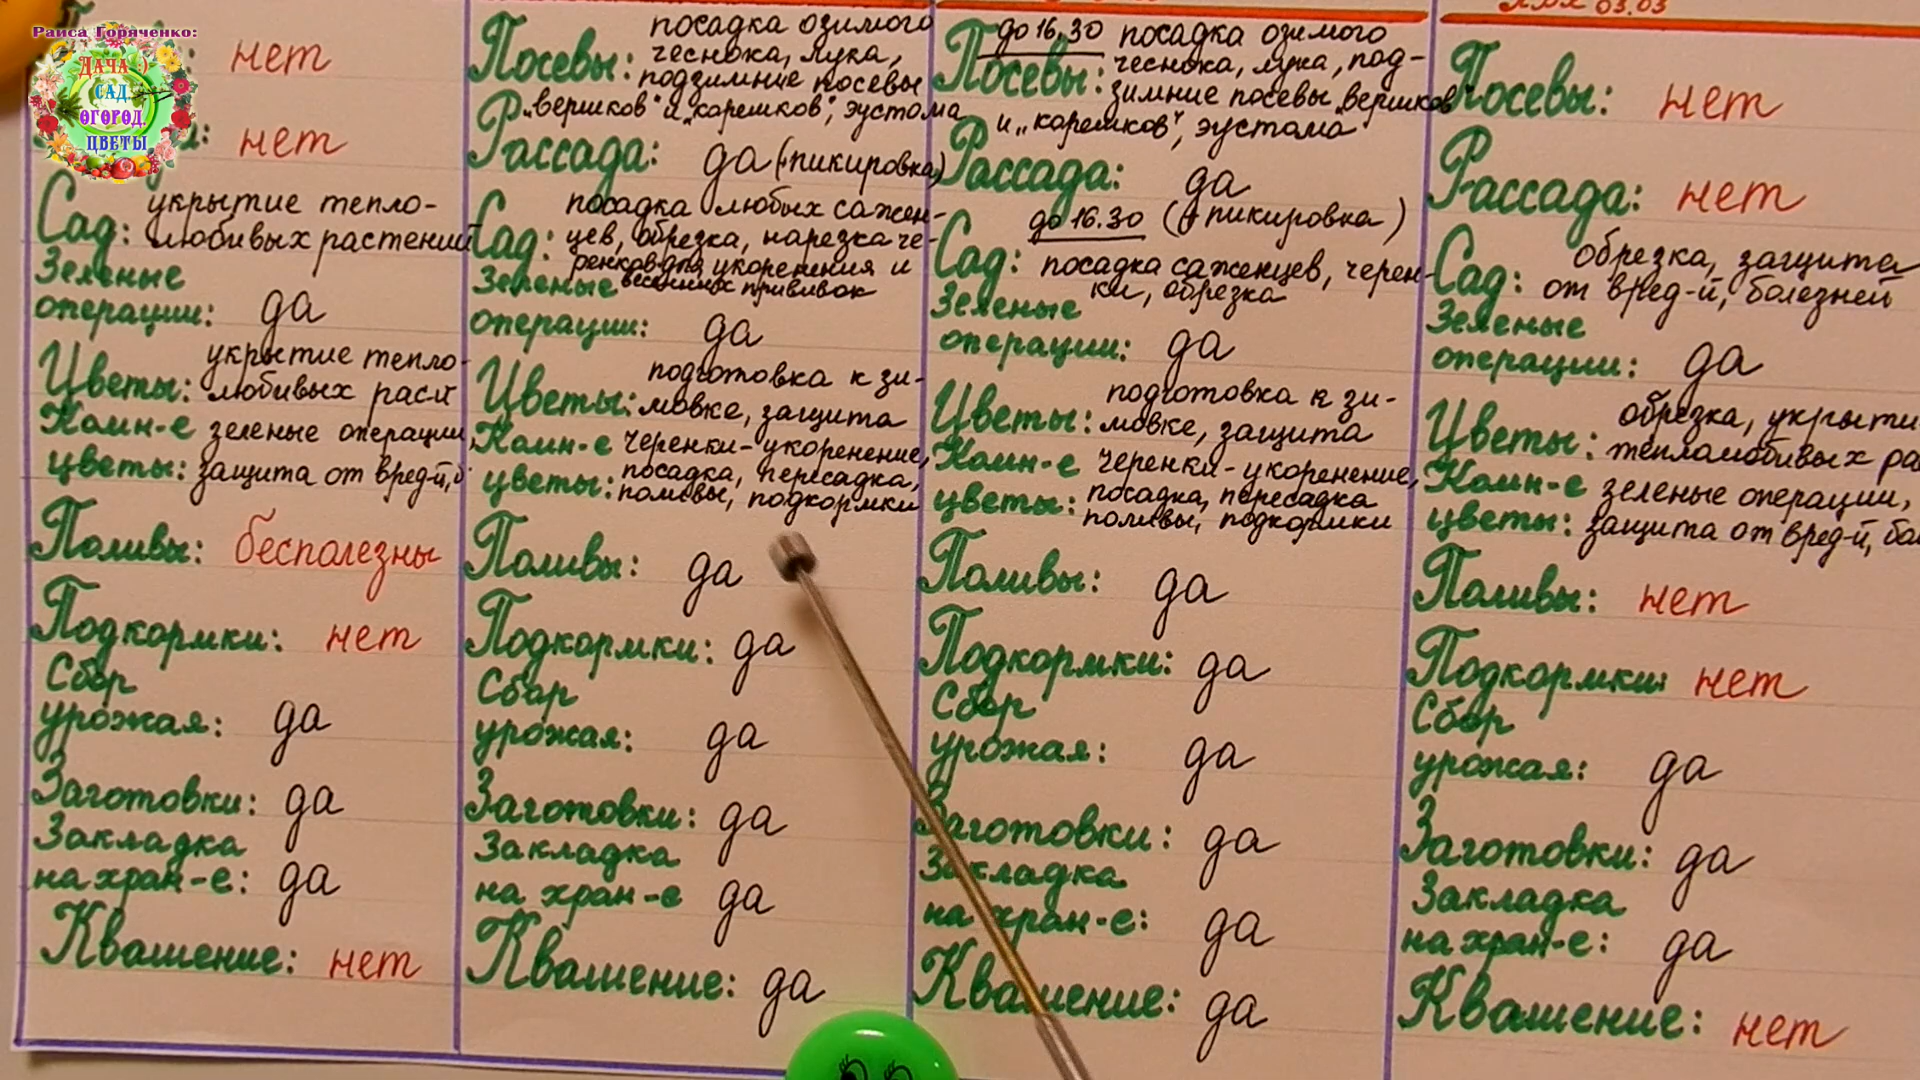 Раиса Горяченко:
Дача :)
САД
ОГОРОД
ЦВЕТЫ
нет
нет
Сад: укрытие тепло-
любивых растений
Зеленые
операции: да
Цветы: укрытие тепло-
любивых раст-й
Комн-е зеленые операции,
цветы: защита от вред-й, б
Поливы: бесполезны
Подкормки: нет
Сбор
урожая: да
Заготовки: да
Закладка
на хран-е: да
Квашение: нет
посадка озимого
Посевы: чеснока, лука,
подзимние посевы
„вершков" и „корешков", эустома
Рассада: да (+пикировка)
посадка любых сажен-
Сад: цев, обрезка, нарезка че-
ренков для укоренения и
Зеленые весенних прививок
операции: да
подготовка к зи-
Цветы: мовке, защита
Комн-е черенки-укоренение,
цветы: посадка, пересадка,
поливы, подкормки
Поливы: да
Подкормки: да
Сбор
урожая: да
Заготовки: да
Закладка
на хран-е да
Квашение: да
до 16.30 посадка озимого
Посевы: чеснока, лука, под-
зимние посевы „вершков"
и „корешков", эустома
Рассада: да
до 16.30 (+ пикировка)
Сад: посадка саженцев, черен-
ки, обрезка
Зеленые
операции: да
подготовка к зи-
Цветы: мовке, защита
Комн-е черенки-укоренение,
цветы: посадка, пересадка
поливы, подкормки
Поливы: да
Подкормки: да
Сбор
урожая: да
Заготовки: да
Закладка
на хран-е: да
Квашение: да
03.03
Посевы: нет
Рассада: нет
обрезка, защита
Сад: от вред-й, болезней
Зеленые
операции: да
обрезка, укрыти
Цветы: теплолюбивых ра
Комн-е зеленые операции,
цветы: защита от вред-й, бол
Поливы: нет
Подкормки: нет
Сбор
урожая: да
Заготовки: да
Закладка
на хран-е: да
Квашение: нет